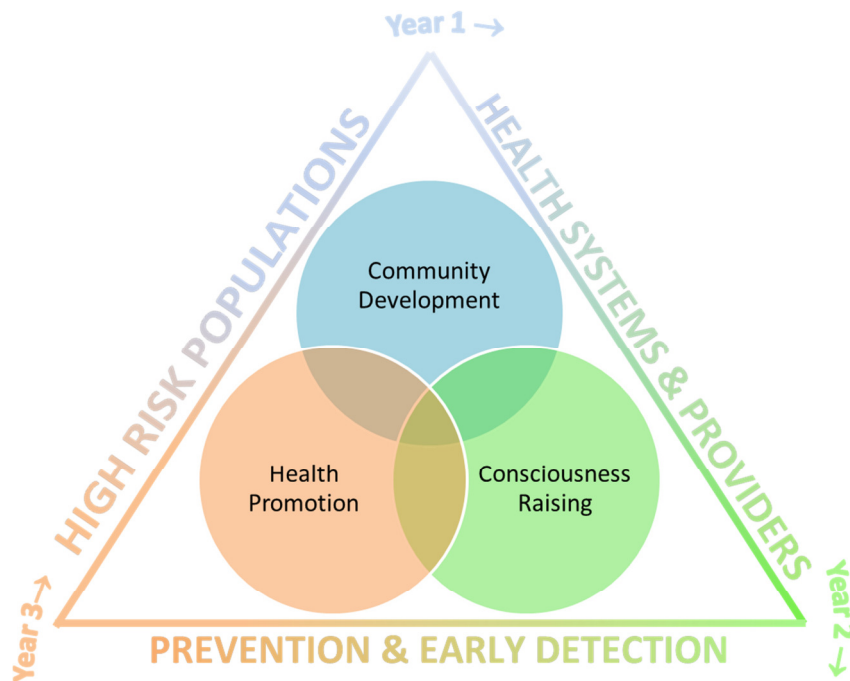 Year 1 →
HIGH RISK POPULATIONS
HEALTH SYSTEMS & PROVIDERS
Community
Development
Health
Promotion
Consciousness
Raising
Year 3 →
Year 2 →
PREVENTION & EARLY DETECTION